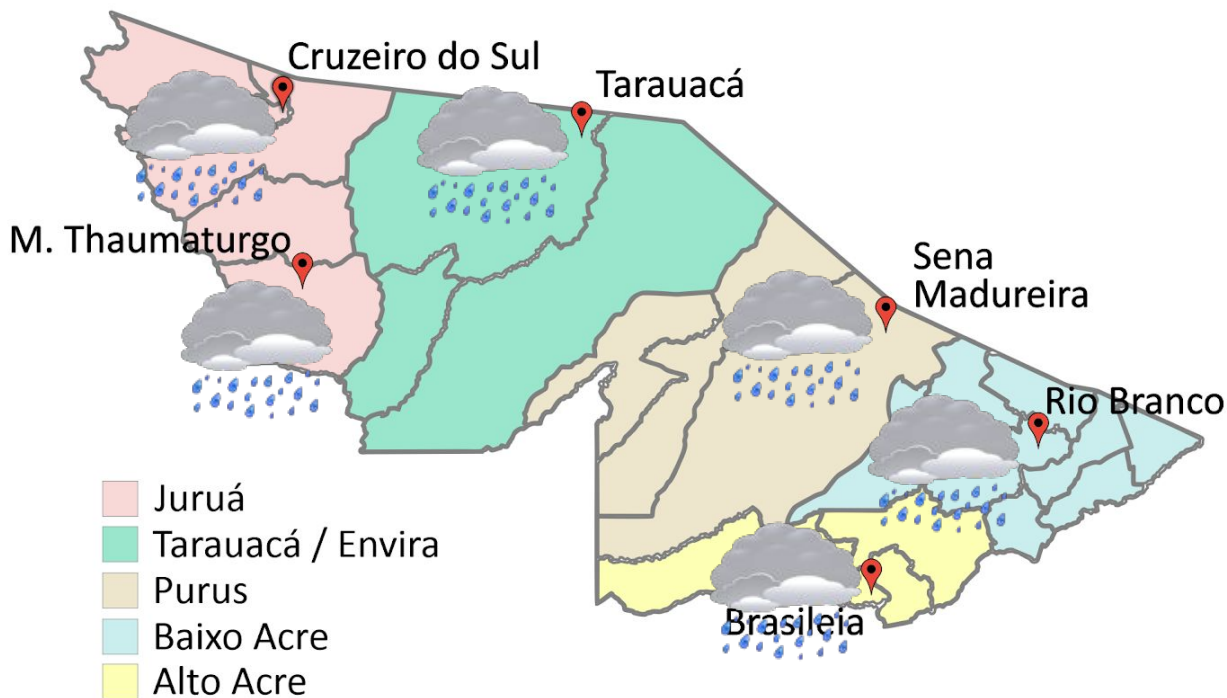 Cruzeiro do Sul
Tarauacá
M. Thaumaturgo
Sena
Madureira
Rio Branco
Brasileia
Juruá
Tarauacá / Envira
Purus
Baixo Acre
Alto Acre